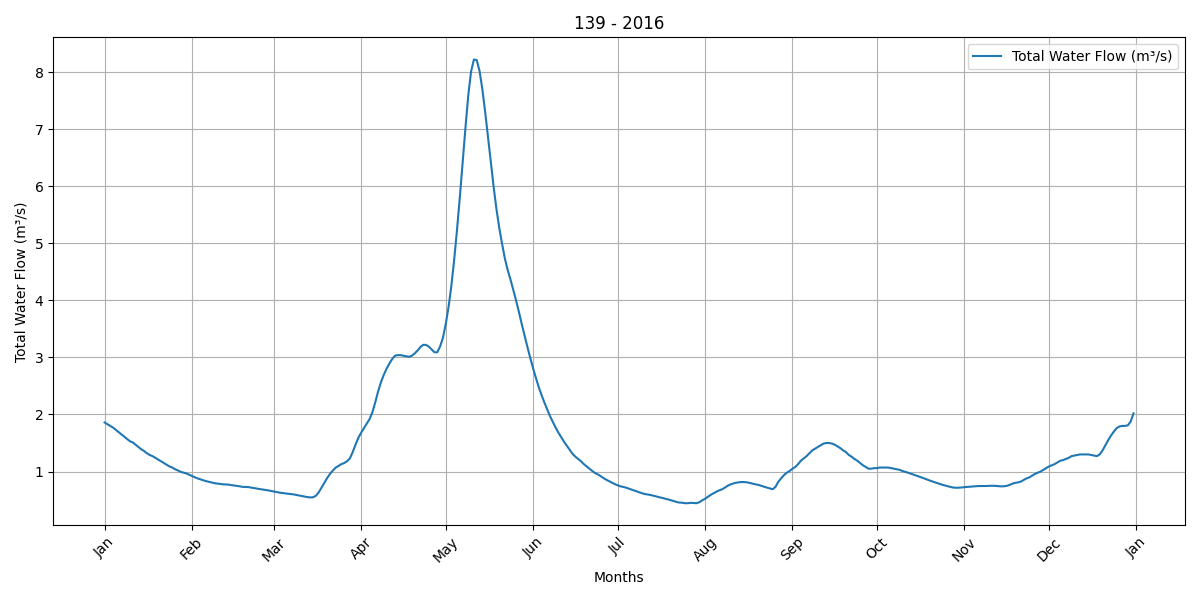 139 - 2016
Total Water Flow (m³/s)
Total Water Flow (m³/s)
8
7
6
5
4
3
2
1
Jan
Feb
Mar
Apr
May
Jun
Jul
Aug
Sep
Oct
Nov
Dec
Jan
Months